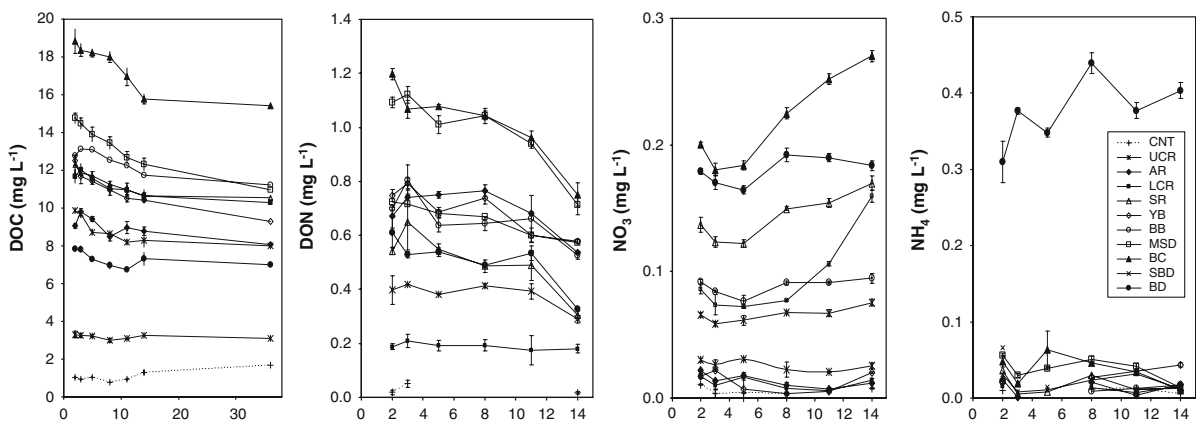 20
18
16
14
12
10
8
6
4
2
0
DOC (mg L-1)
0 10 20 30
1.4
1.2
1.0
0.8
0.6
0.4
0.2
0.0
DON (mg L-1)
0 2 4 6 8 10 12 14
0.3
0.2
0.1
0.0
NO3 (mg L-1)
0 2 4 6 8 10 12 14
0.5
0.4
0.3
0.2
0.1
0.0
NH4 (mg L-1)
0 2 4 6 8 10 12 14
CNT
UCR
AR
LCR
SR
YB
BB
MSD
BC
SBD
BD